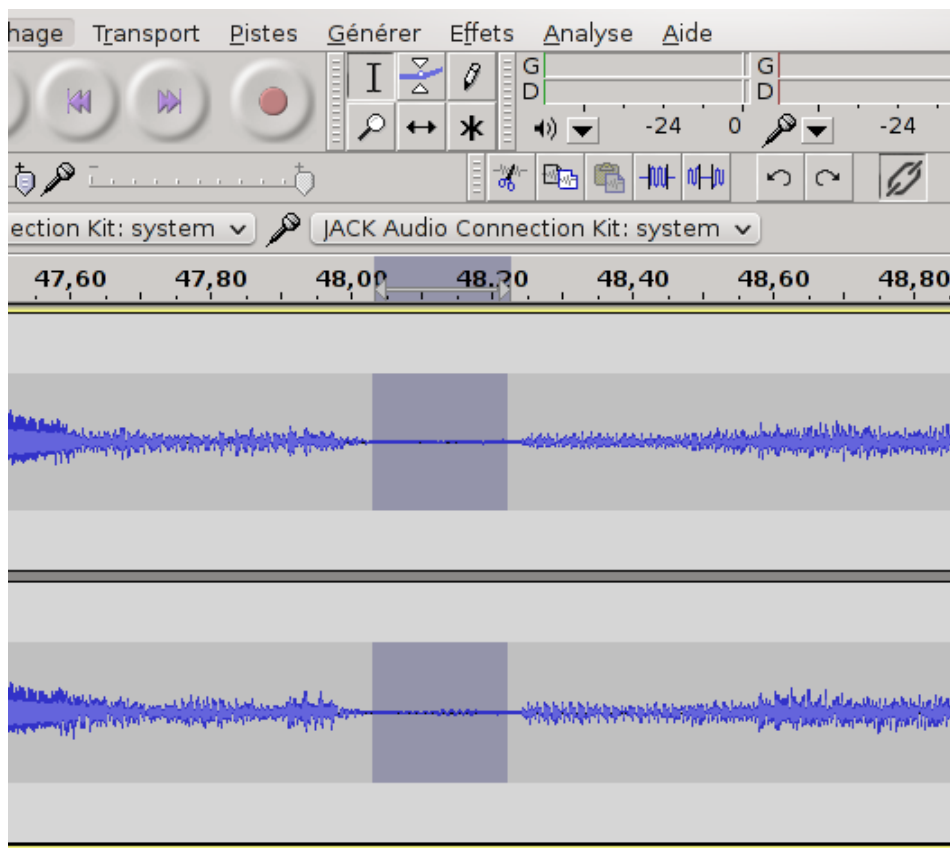 hage Transport Pistes Générer Effets Analyse Aide
G G
D D
-24 0 -24
ection Kit: system JACK Audio Connection Kit: system
47,60 47,80 48,00 48,20 48,40 48,60 48,80